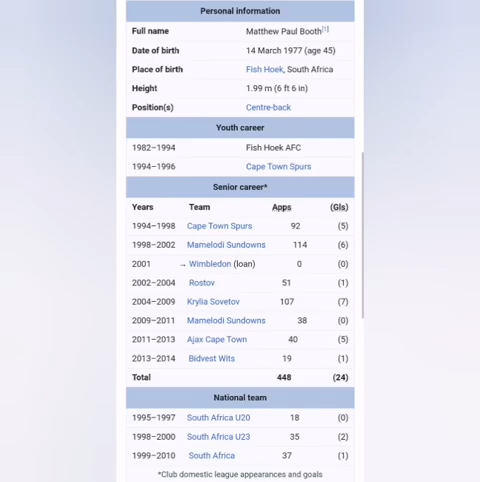 Personal information
Full name Matthew Paul Booth[1]
Date of birth 14 March 1977 (age 45)
Place of birth Fish Hoek, South Africa
Height 1.99 m (6 ft 6 in)
Position(s) Centre-back
Youth career
1982–1994 Fish Hoek AFC
1994–1996 Cape Town Spurs
Senior career*
Years Team Apps (Gls)
1994–1998 Cape Town Spurs 92 (5)
1998–2002 Mamelodi Sundowns 114 (6)
2001 → Wimbledon (loan) 0 (0)
2002–2004 Rostov 51 (1)
2004–2009 Krylia Sovetov 107 (7)
2009–2011 Mamelodi Sundowns 38 (0)
2011–2013 Ajax Cape Town 40 (5)
2013–2014 Bidvest Wits 19 (1)
Total 448 (24)
National team
1995–1997 South Africa U20 18 (0)
1998–2000 South Africa U23 35 (2)
1999–2010 South Africa 37 (1)
*Club domestic league appearances and goals